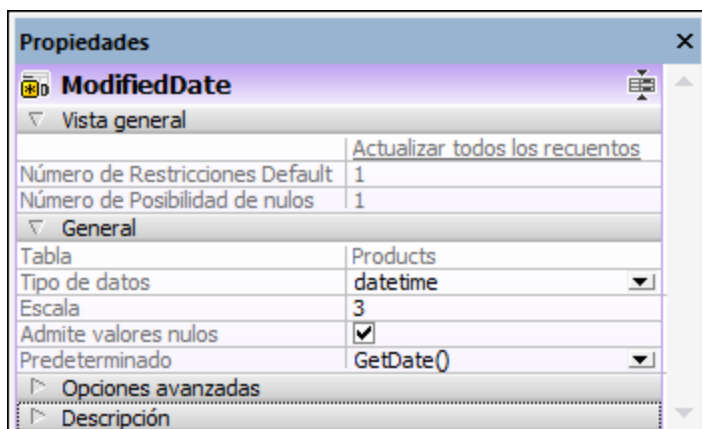 Propiedades
ModifiedDate
Vista general
Actualizar todos los recuentos
Número de Restricciones Default 1
Número de Posibilidad de nulos 1
General
Tabla Products
Tipo de datos datetime
Escala 3
Admite valores nulos
Predeterminado GetDate()
Opciones avanzadas
Descripción